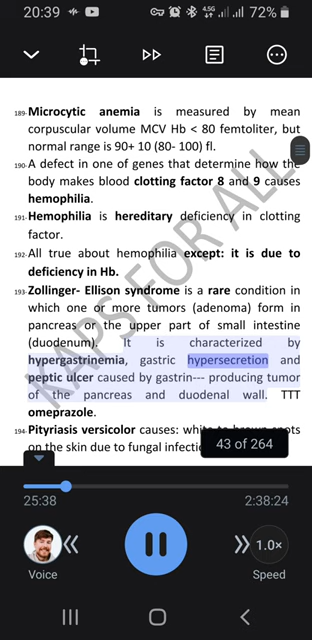 20:39
4.5G
72%
189- Microcytic anemia is measured by mean
corpuscular volume MCV Hb < 80 femtoliter, but
normal range is 90+ 10 (80- 100) fl.
190- A defect in one of genes that determine how the
body makes blood clotting factor 8 and 9 causes
hemophilia.
191- Hemophilia is hereditary deficiency in clotting
factor.
192- All true about hemophilia except: it is due to
deficiency in Hb.
193- Zollinger- Ellison syndrome is a rare condition in
which one or more tumors (adenoma) form in
pancreas or the upper part of small intestine
(duodenum). It is characterized by
hypergastrinemia, gastric hypersecretion and
peptic ulcer caused by gastrin--- producing tumor
of the pancreas and duodenal wall. TTT
omeprazole.
194- Pityriasis versicolor causes: white to brown spots
on the skin due to fungal infecti
KAPS FOR ALL
43 of 264
25:38
2:38:24
1.0×
Voice
Speed